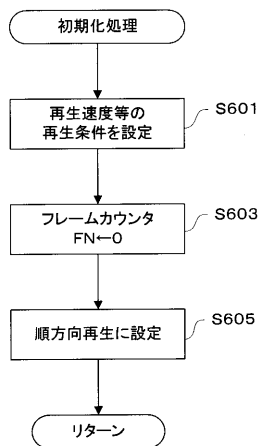 初期化処理
再生速度等の
再生条件を設定
S601
フレームカウンタ
FN←0
S603
順方向再生に設定
S605
リターン